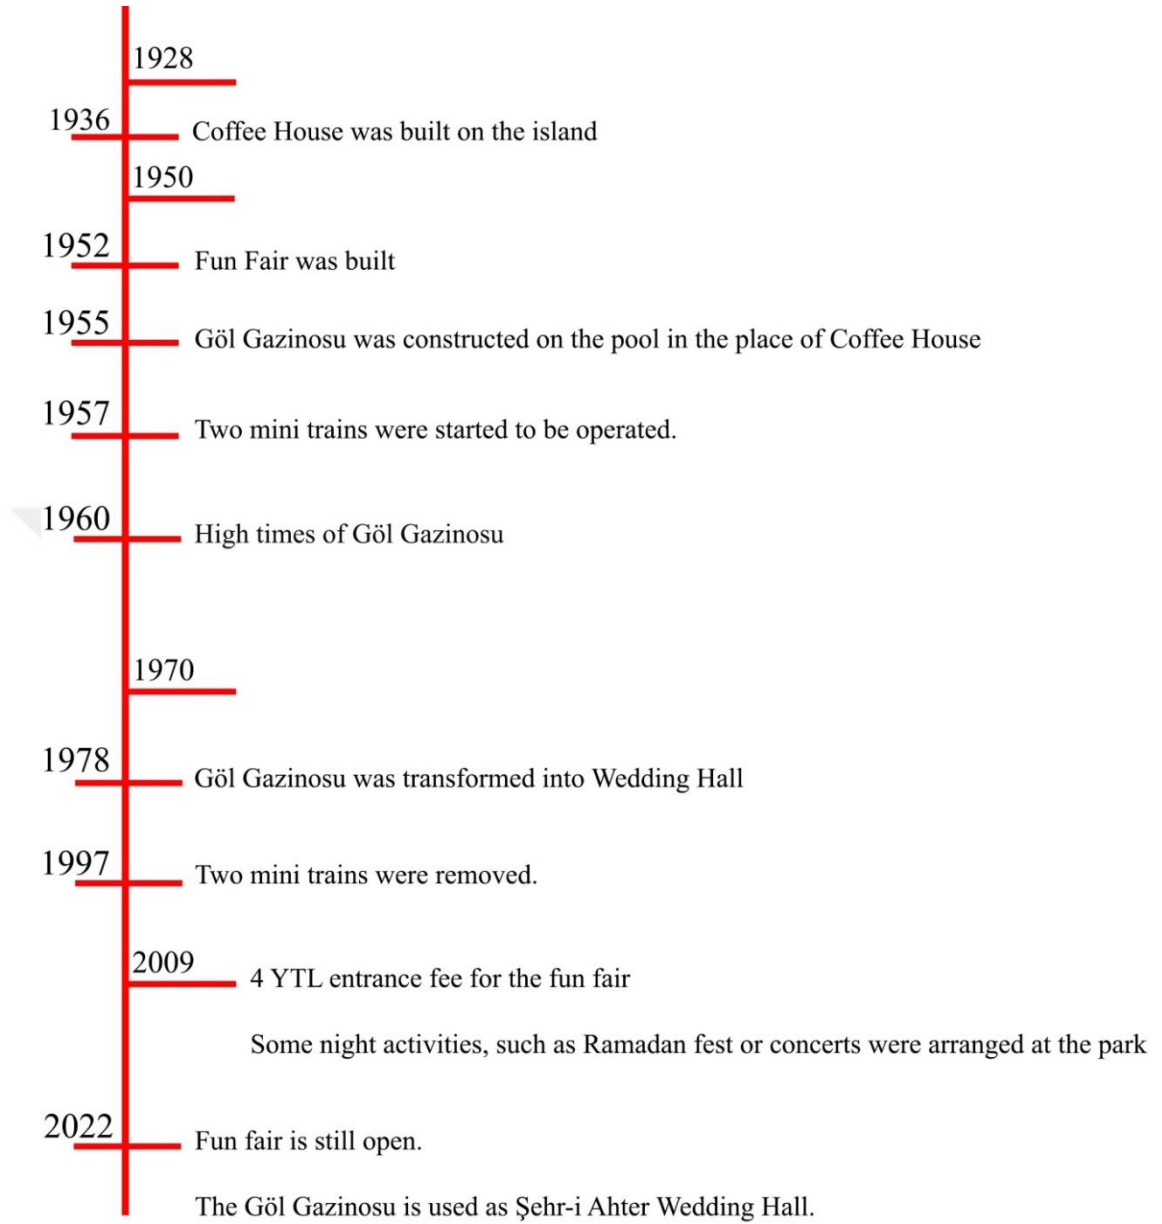 1928
1936 Coffee House was built on the island
1950
1952 Fun Fair was built
1955 Göl Gazinosu was constructed on the pool in the place of Coffee House
1957 Two mini trains were started to be operated.
1960 High times of Göl Gazinosu
1970
1978 Göl Gazinosu was transformed into Wedding Hall
1997 Two mini trains were removed.
2009 4 YTL entrance fee for the fun fair
Some night activities, such as Ramadan fest or concerts were arranged at the park
2022 Fun fair is still open.
The Göl Gazinosu is used as Şehr-i Ahter Wedding Hall.